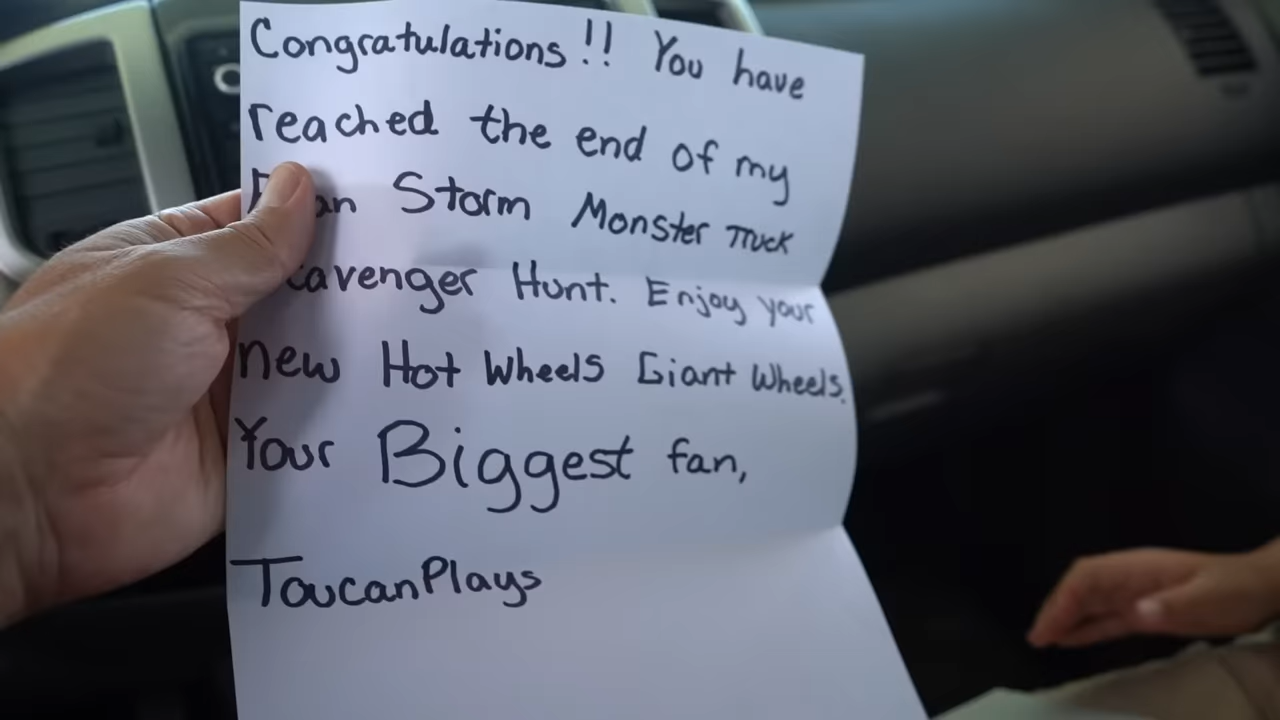 Congratulations!! You have
reached the end of my
Storm Monster Truck
Scavenger Hunt. Enjoy your
new Hot Wheels Giant Wheels.
Your Biggest fan,
ToucanPlays